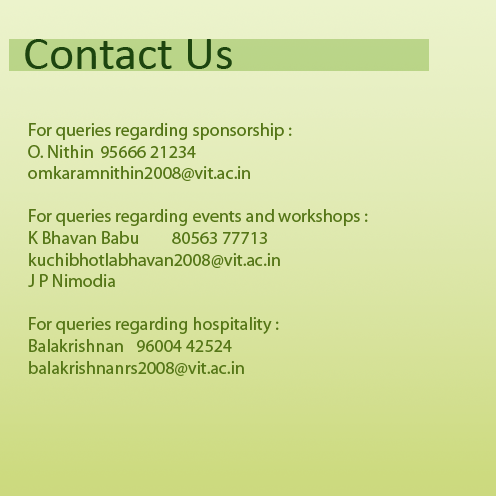 Contact Us
For queries regarding sponsorship :
O. Nithin 95666 21234
omkaramnithin2008@vit.ac.in
For queries regarding events and workshops :
K Bhavan Babu 80563 77713
kuchibhotlabhavan2008@vit.ac.in
J P Nimodia
For queries regarding hospitality :
Balakrishnan 96004 42524
balakrishnanrs2008@vit.ac.in